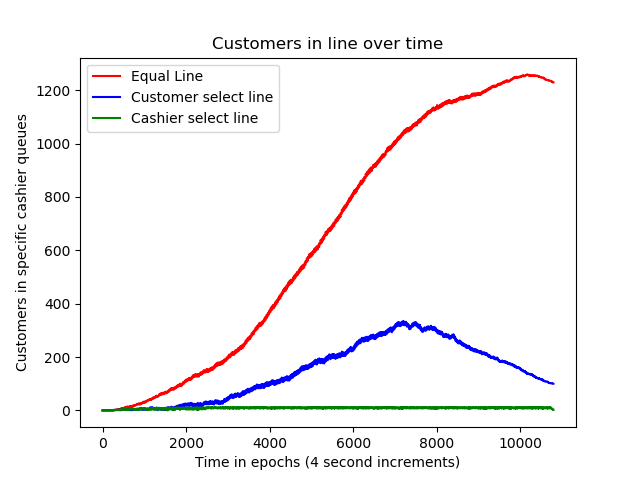 Customers in line over time
Equal Line
Customer select line
Cashier select line
Customers in specific cashier queues
1200
1000
800
600
400
200
0
0 2000 4000 6000 8000 10000
Time in epochs (4 second increments)